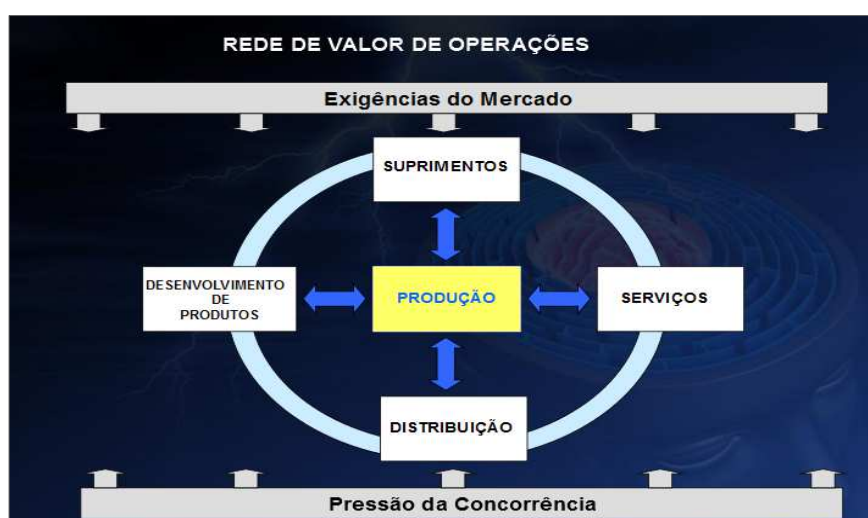 REDE DE VALOR DE OPERAÇÕES
Exigências do Mercado
SUPRIMENTOS
DESENVOLVIMENTO
DE
PRODUTOS
PRODUÇÃO
SERVIÇOS
DISTRIBUIÇÃO
Pressão da Concorrência